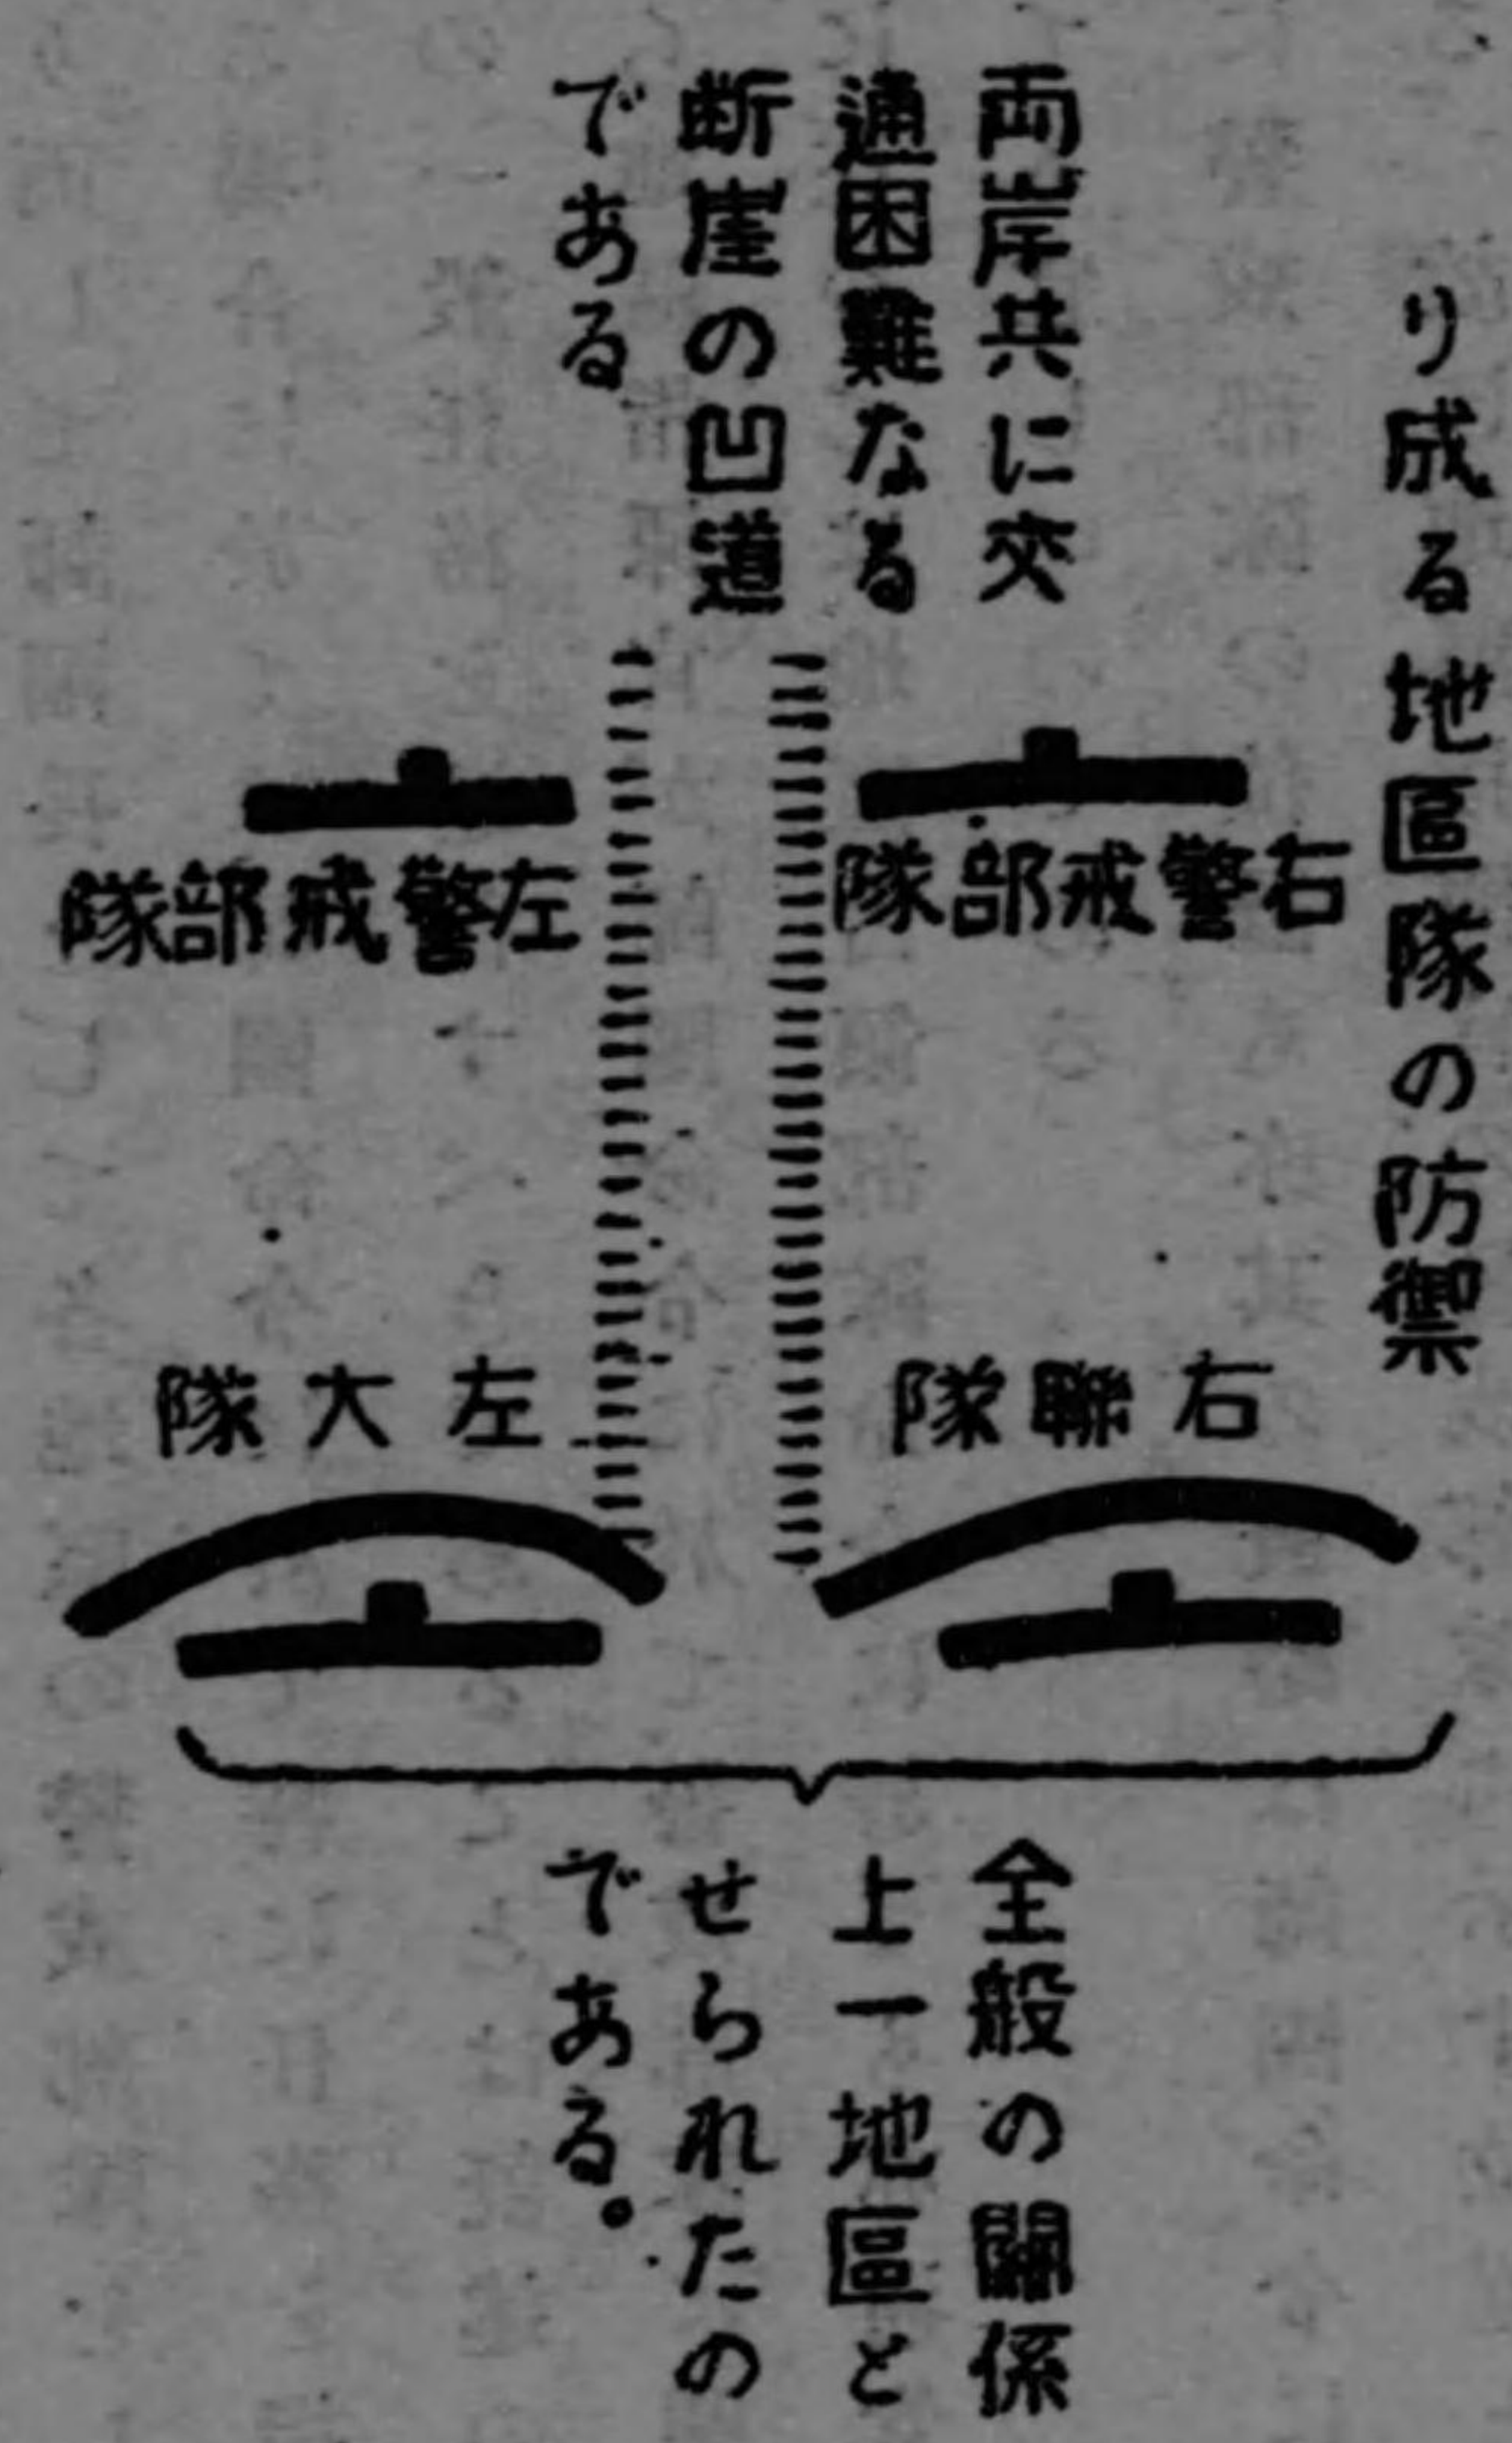 り成る地區隊の防禦
両岸共に交
通困難なる
断崖の凹道
である
右警戒部隊
左警戒部隊
右聯隊
左大隊
全般の關係
上一地區と
せられたの
である。